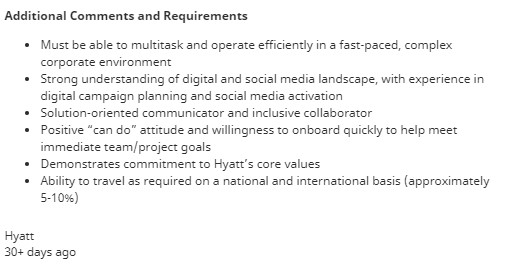 Additional Comments and Requirements
• Must be able to multitask and operate efficiently in a fast-paced, complex
corporate environment
• Strong understanding of digital and social media landscape, with experience in
digital campaign planning and social media activation
• Solution-oriented communicator and inclusive collaborator
• Positive “can do” attitude and willingness to onboard quickly to help meet
immediate team/project goals
• Demonstrates commitment to Hyatt’s core values
• Ability to travel as required on a national and international basis (approximately
5-10%)
Hyatt
30+ days ago